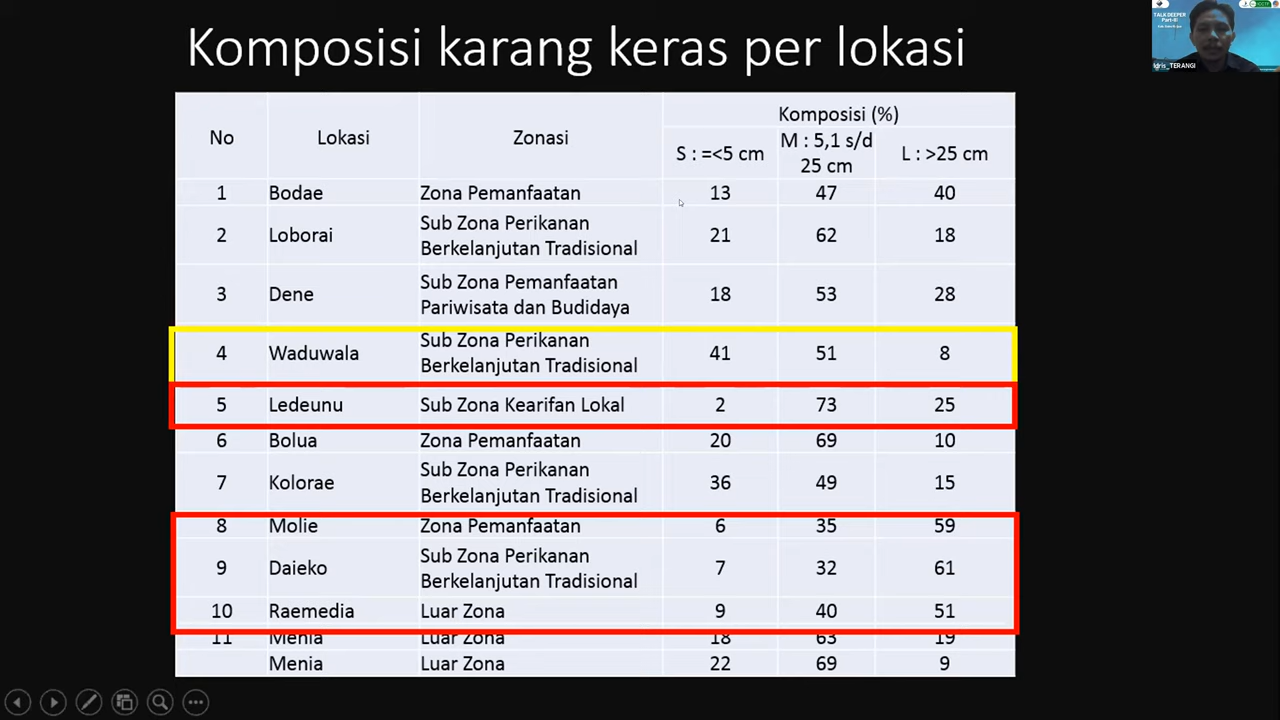 Komposisi karang keras per lokasi
TALK DEEPER
Idris_TERANGI
No Lokasi Zonasi Komposisi (%)
S : =<5 cm M : 5,1 s/d 25 cm L : >25 cm
1 Bodae Zona Pemanfaatan 13 47 40
2 Loborai Sub Zona Perikanan Berkelanjutan Tradisional 21 62 18
3 Dene Sub Zona Pemanfaatan Pariwisata dan Budidaya 18 53 28
4 Waduwala Sub Zona Perikanan Berkelanjutan Tradisional 41 51 8
5 Ledeunu Sub Zona Kearifan Lokal 2 73 25
6 Bolua Zona Pemanfaatan 20 69 10
7 Kolorae Sub Zona Perikanan Berkelanjutan Tradisional 36 49 15
8 Molie Zona Pemanfaatan 6 35 59
9 Daieko Sub Zona Perikanan Berkelanjutan Tradisional 7 32 61
10 Raemedia Luar Zona 9 40 51
11 Menia Luar Zona 18 63 19
Menia Luar Zona 22 69 9